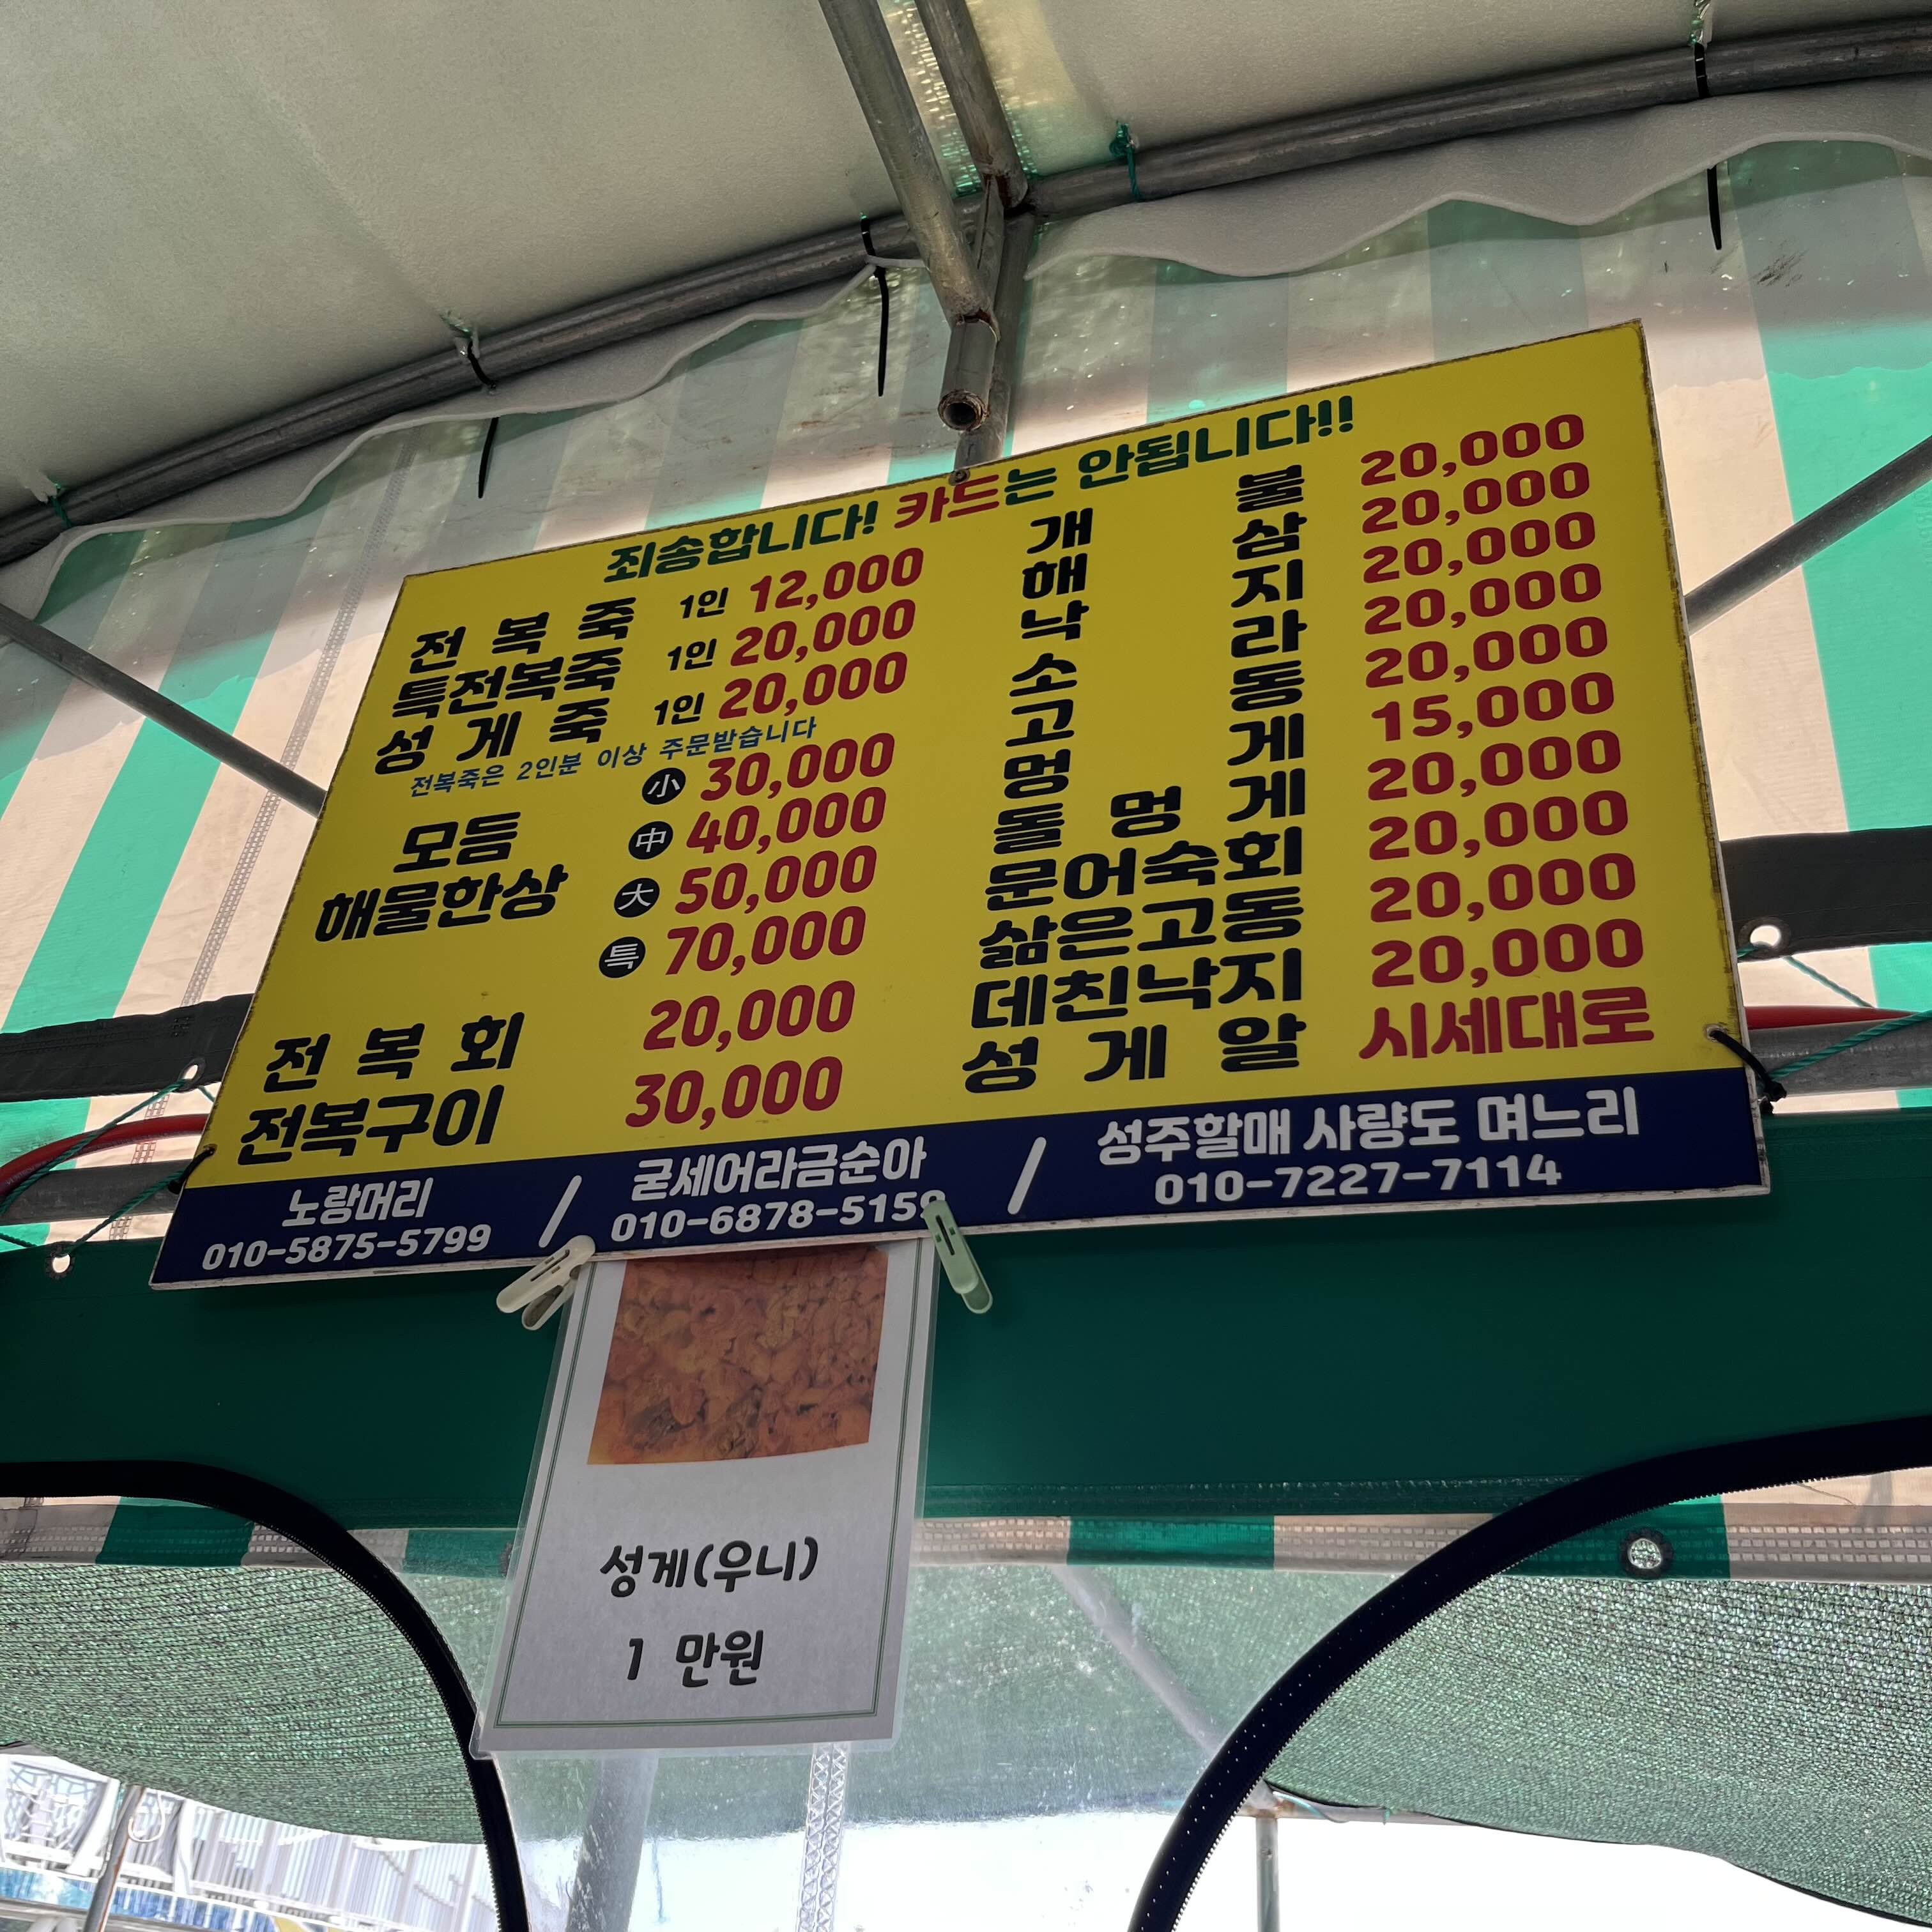 죄송합니다! 카드는 안됩니다!!
전 복 죽 1인 12,000
특전복죽 1인 20,000
성 게 죽 1인 20,000
전복죽은 2인분 이상 주문받습니다
모듬
해물한상
小 30,000
中 40,000
大 50,000
특 70,000
전 복 회 20,000
전복구이 30,000
개 불 20,000
해 삼 20,000
낙 지 20,000
소 라 20,000
고 동 20,000
멍 게 15,000
돌 멍 게 20,000
문어숙회 20,000
삶은고동 20,000
데친낙지 20,000
성 게 알 시세대로
노랑머리 / 굳세어라금순아 / 성주할매 사량도 며느리
010-5875-5799 010-6878-5159 010-7227-7114
성게(우니)
1 만원